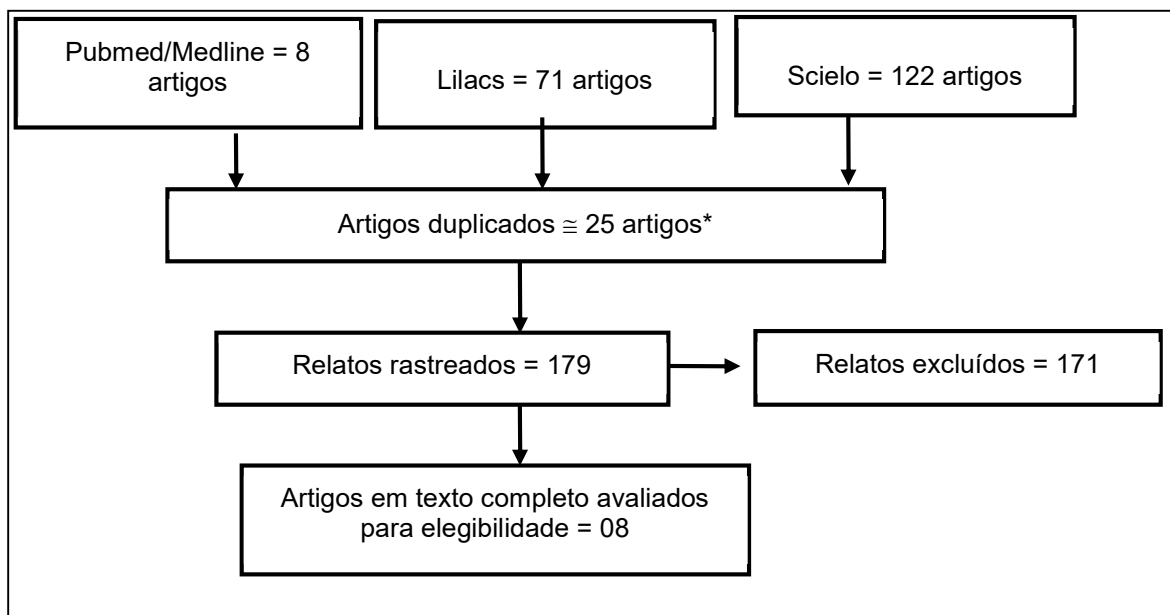 Pubmed/Medline = 8
artigos
Lilacs = 71 artigos
Scielo = 122 artigos
Artigos duplicados ≅ 25 artigos*
Relatos rastreados = 179
Relatos excluídos = 171
Artigos em texto completo avaliados
para elegibilidade = 08